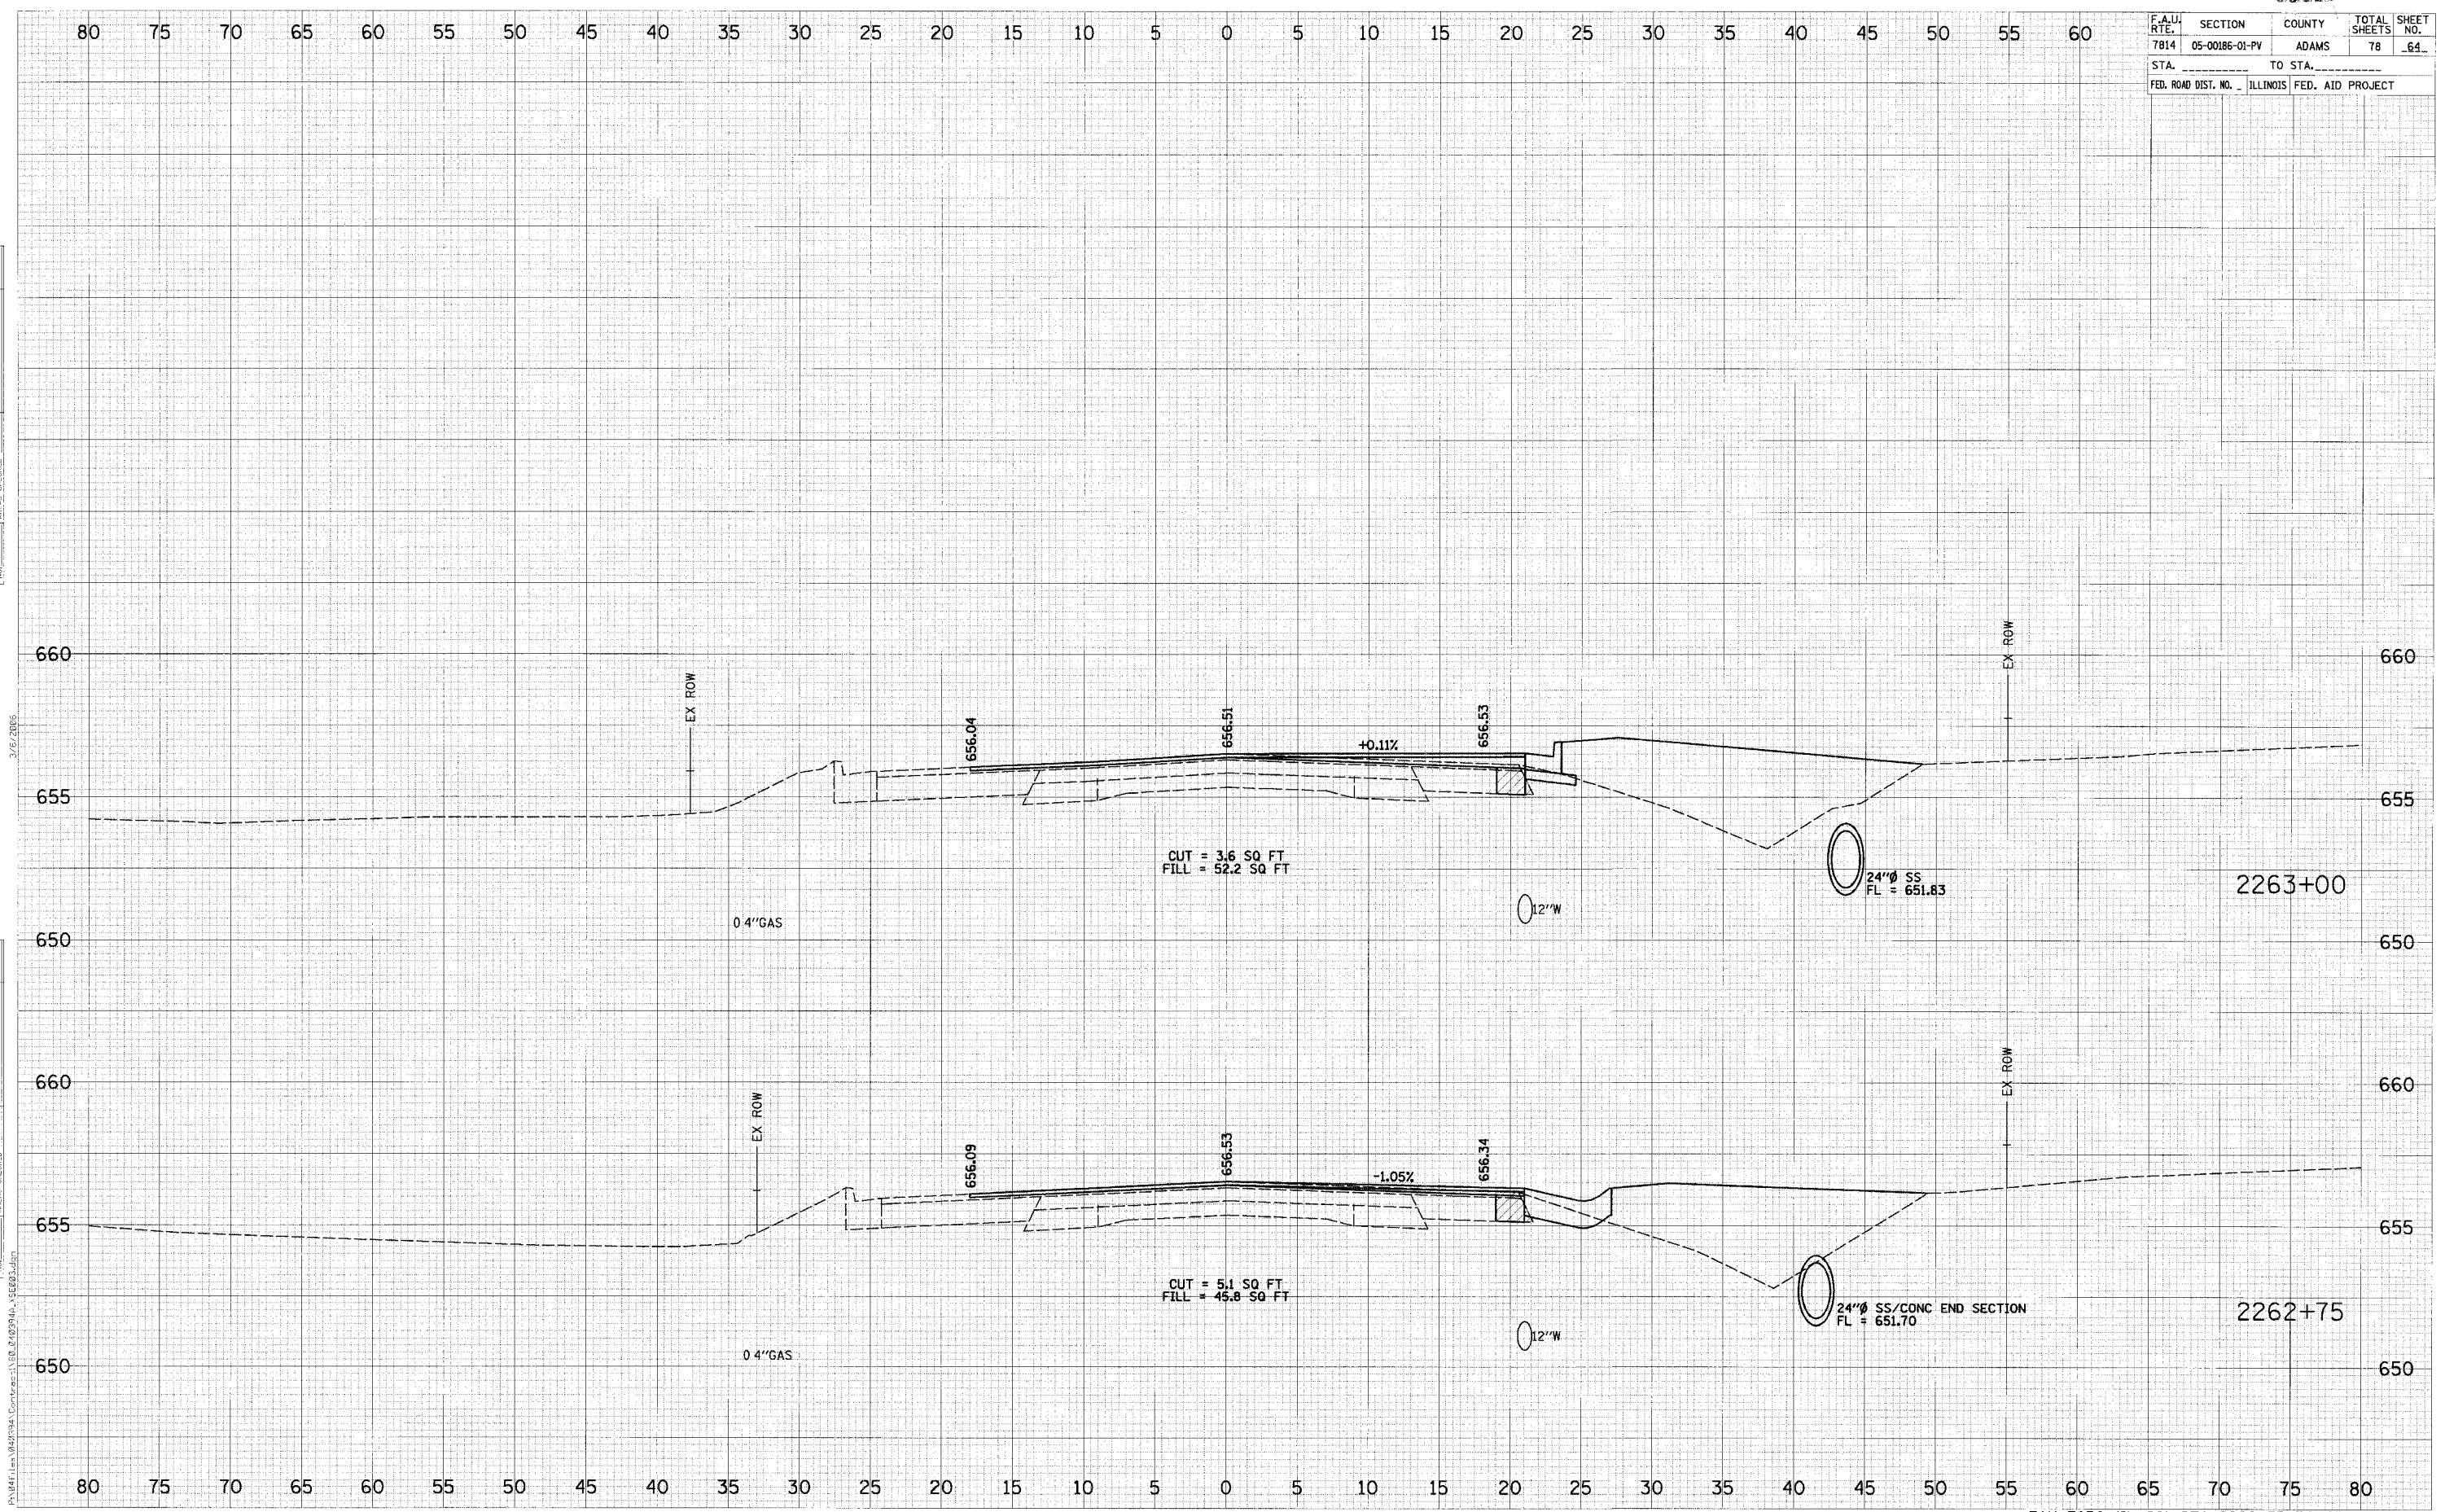 80 75 70 65 60 55 50 45 40 35 30 25 20 15 10 5 0 5 10 15 20 25 30 35 40 45 50 55 60
F.A.U. RTE. SECTION COUNTY TOTAL SHEETS SHEET NO.
7814 05-00186-01-PV ADAMS 78 64
STA. TO STA.
FED. ROAD DIST. NO. _ ILLINOIS FED. AID PROJECT
EX ROW
660 660
EX ROW
656.04 656.51 656.53
+0.11%
655 655
CUT = 3.6 SQ FT
FILL = 52.2 SQ FT
24"Ø SS
FL = 651.83
2263+00
0 4"GAS
12"W
650 650
EX ROW
660 660
EX ROW
656.09 656.53 656.34
-1.05%
655 655
CUT = 5.1 SQ FT
FILL = 45.8 SQ FT
24"Ø SS/CONC END SECTION
FL = 651.70
2262+75
0 4"GAS
12"W
650 650
80 75 70 65 60 55 50 45 40 35 30 25 20 15 10 5 0 5 10 15 20 25 30 35 40 45 50 55 60 65 70 75 80
3/6/2006